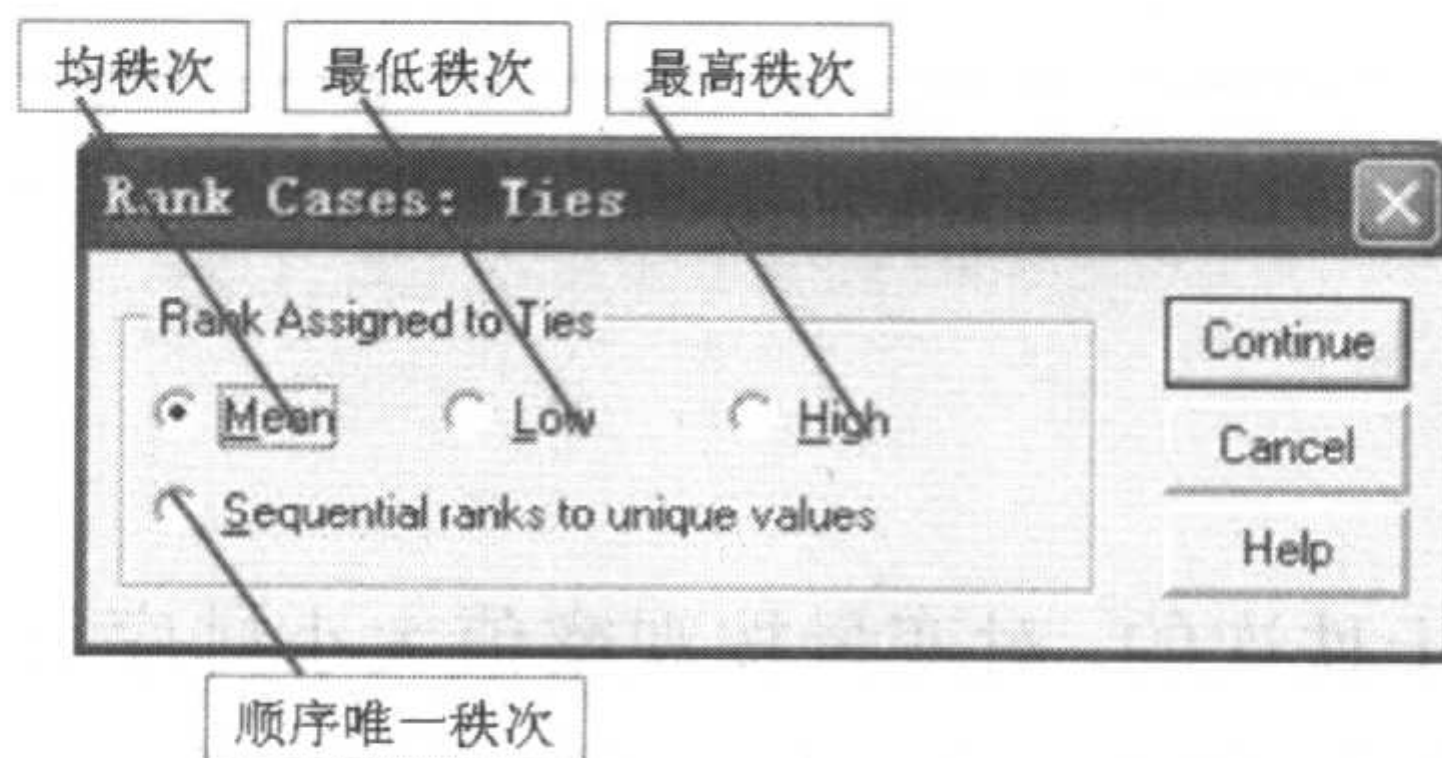 均秩次 最低秩次 最高秩次
Rank Cases: Ties
Rank Assigned to Ties
Continue
Mean Low High
Cancel
Sequential ranks to unique values
Help
顺序唯一秩次